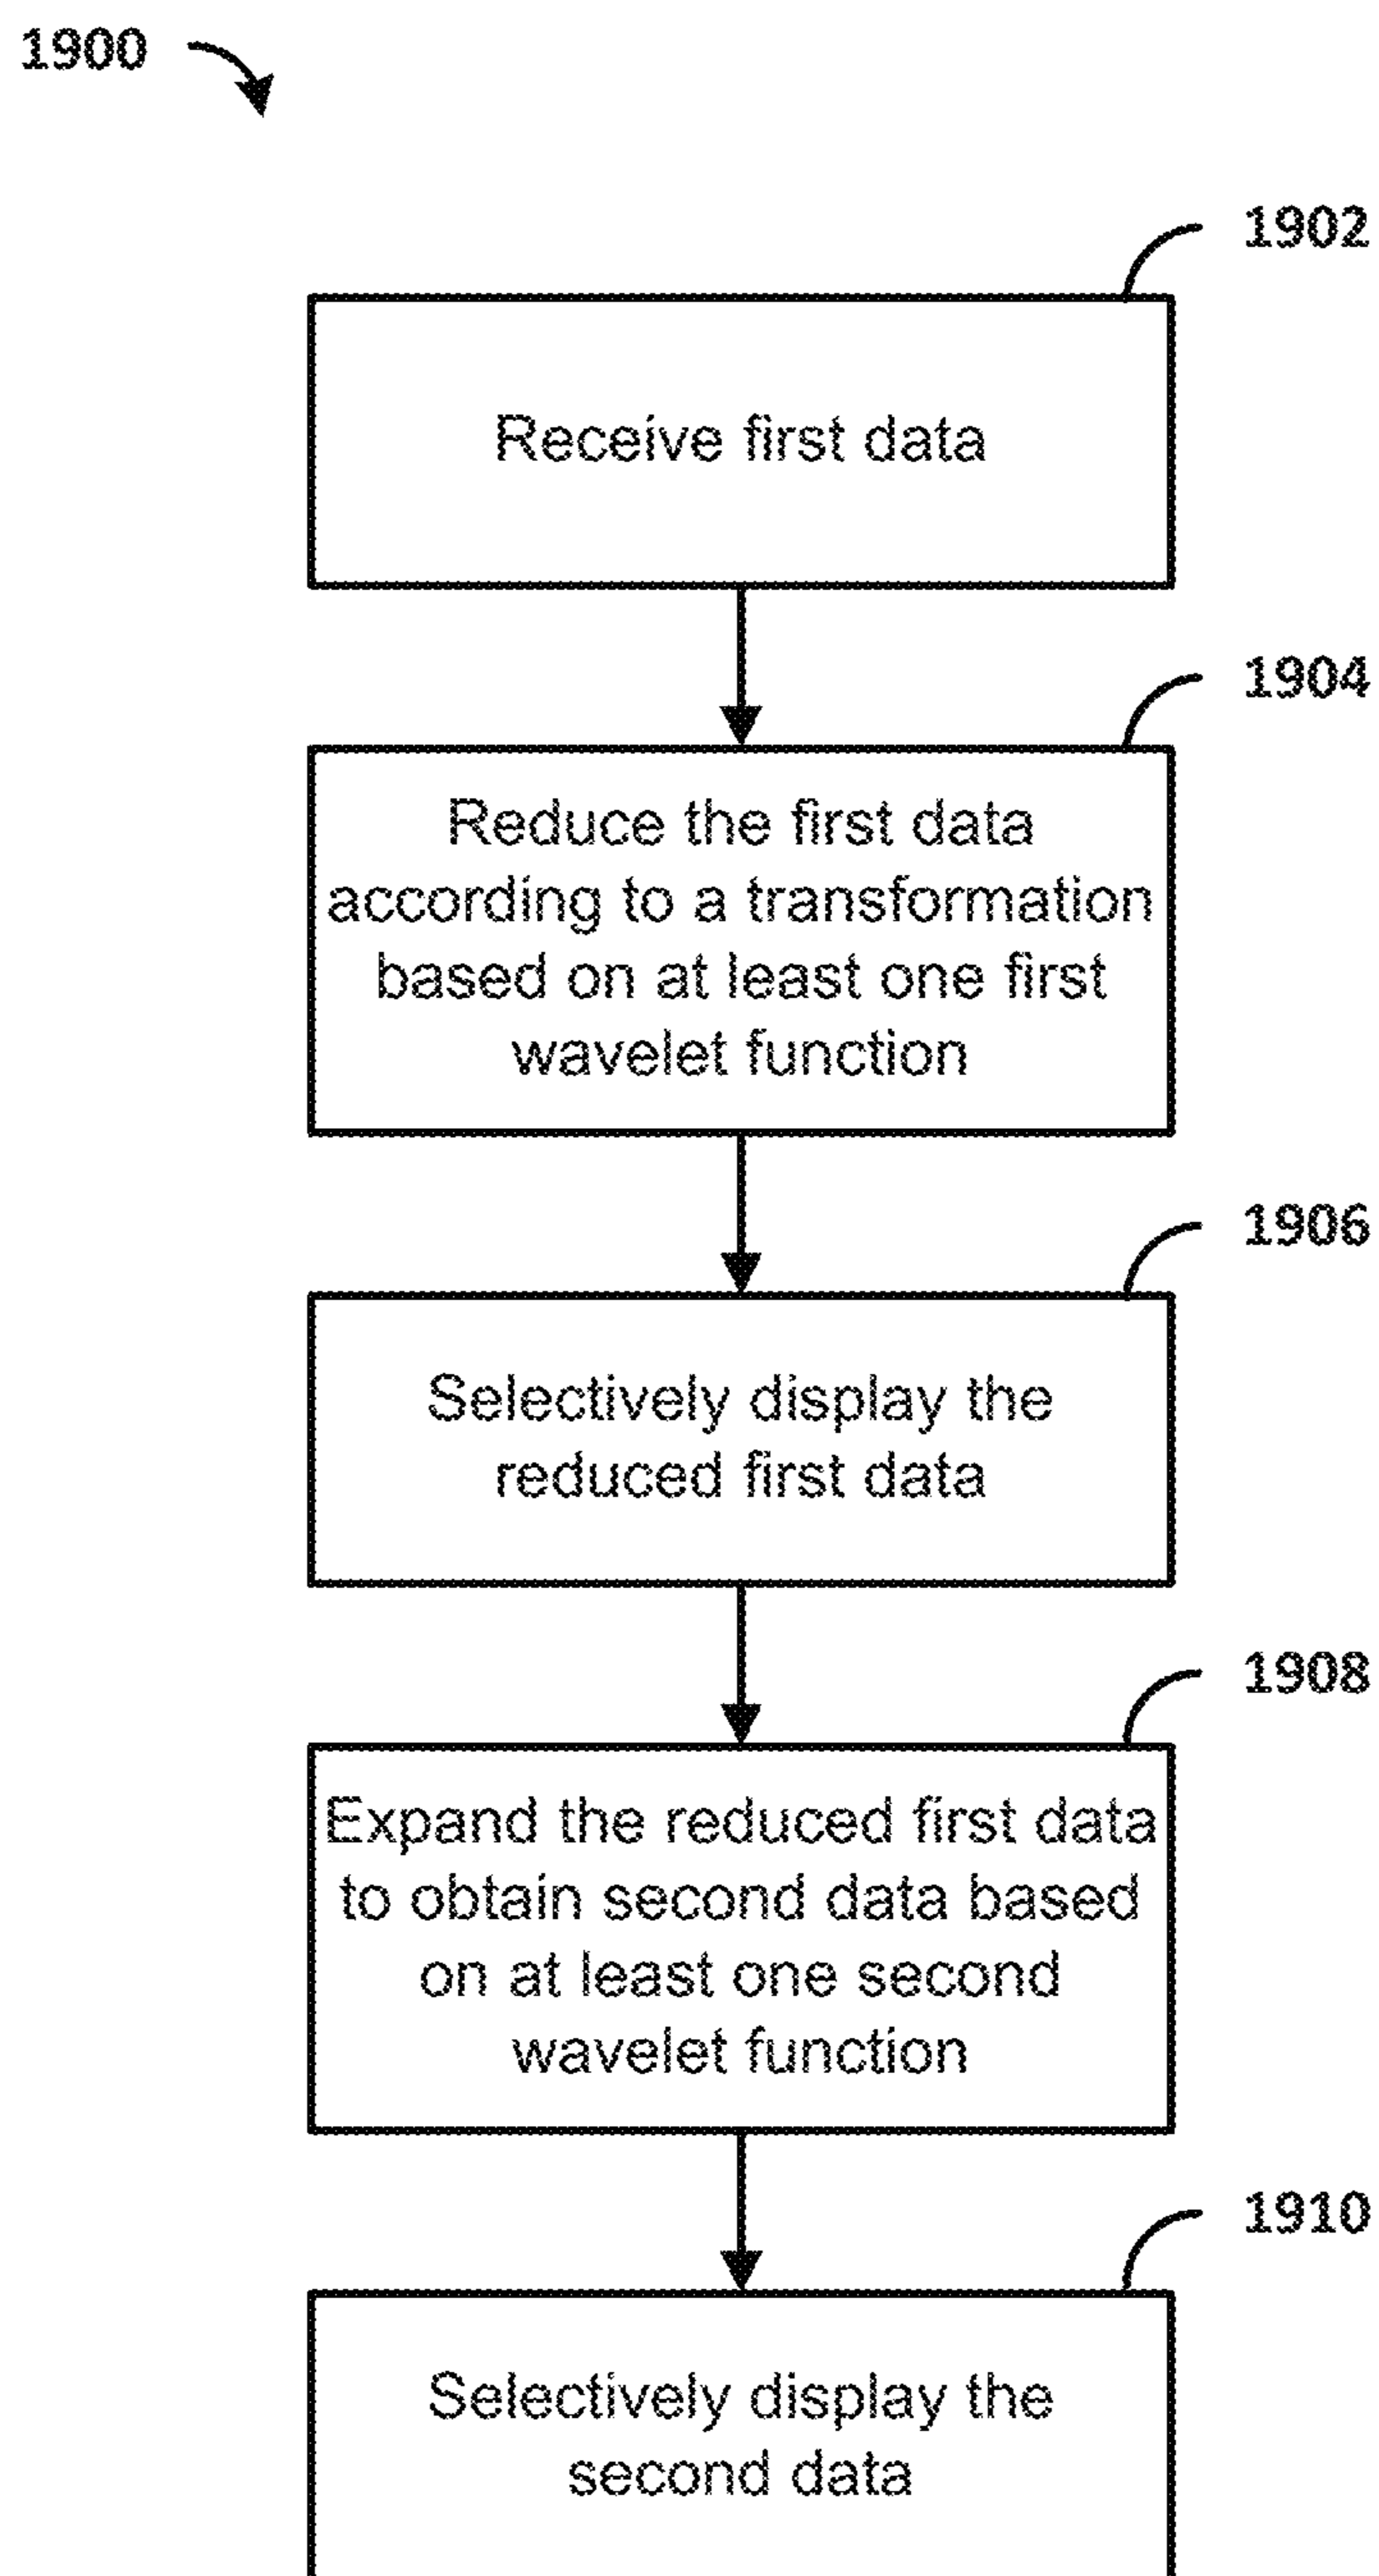 1900
1902
Receive first data
1904
Reduce the first data
according to a transformation
based on at least one first
wavelet function
1906
Selectively display the
reduced first data
1908
Expand the reduced first data
to obtain second data based
on at least one second
wavelet function
1910
Selectively display the
second data